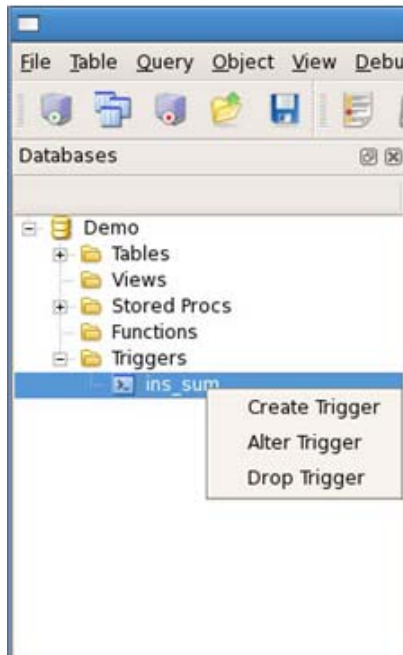 File Table Query Object View Debu
Databases
Demo
Tables
Views
Stored Procs
Functions
Triggers
ins_sum
Create Trigger
Alter Trigger
Drop Trigger